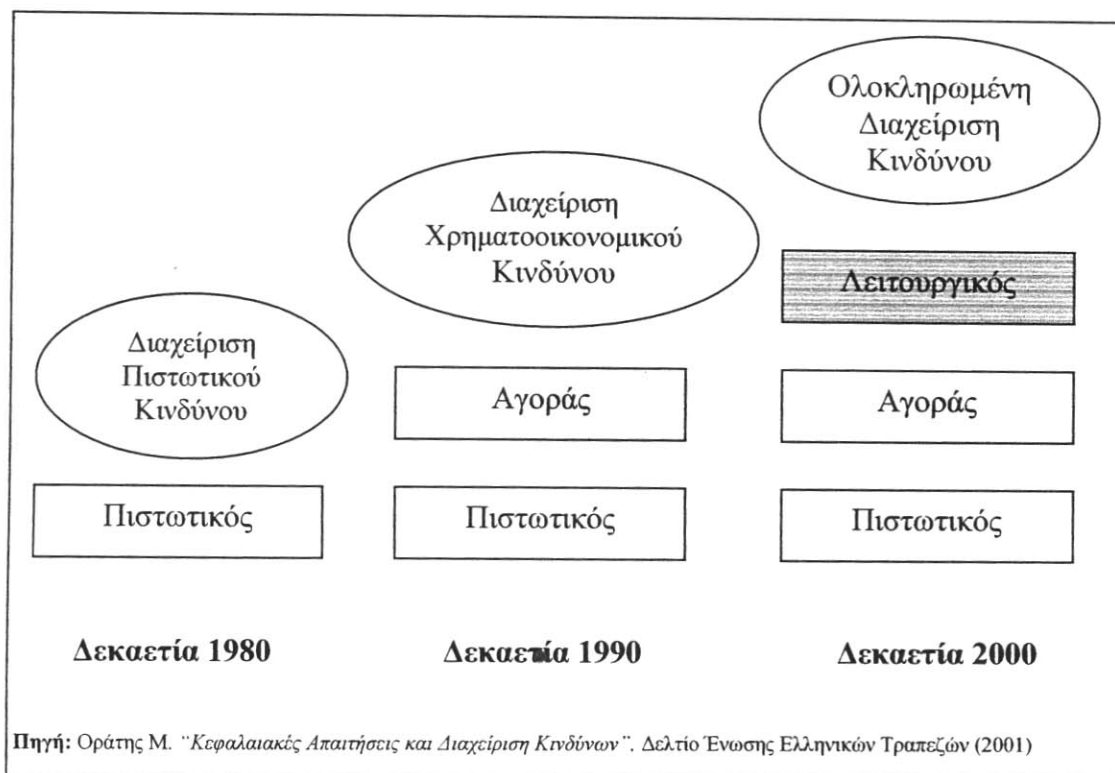 Διαχείριση
Πιστωτικού
Κινδύνου
Πιστωτικός
Δεκαετία 1980
Διαχείριση
Χρηματοοικονομικού
Κινδύνου
Αγοράς
Πιστωτικός
Δεκαετία 1990
Ολοκληρωμένη
Διαχείριση
Κινδύνου
Λειτουργικός
Αγοράς
Πιστωτικός
Δεκαετία 2000
Πηγή: Οράτης Μ. ¨Κεφαλαιακές Απαιτήσεις και Διαχείριση Κινδύνων¨. Δελτίο Ένωσης Ελληνικών Τραπεζών (2001)